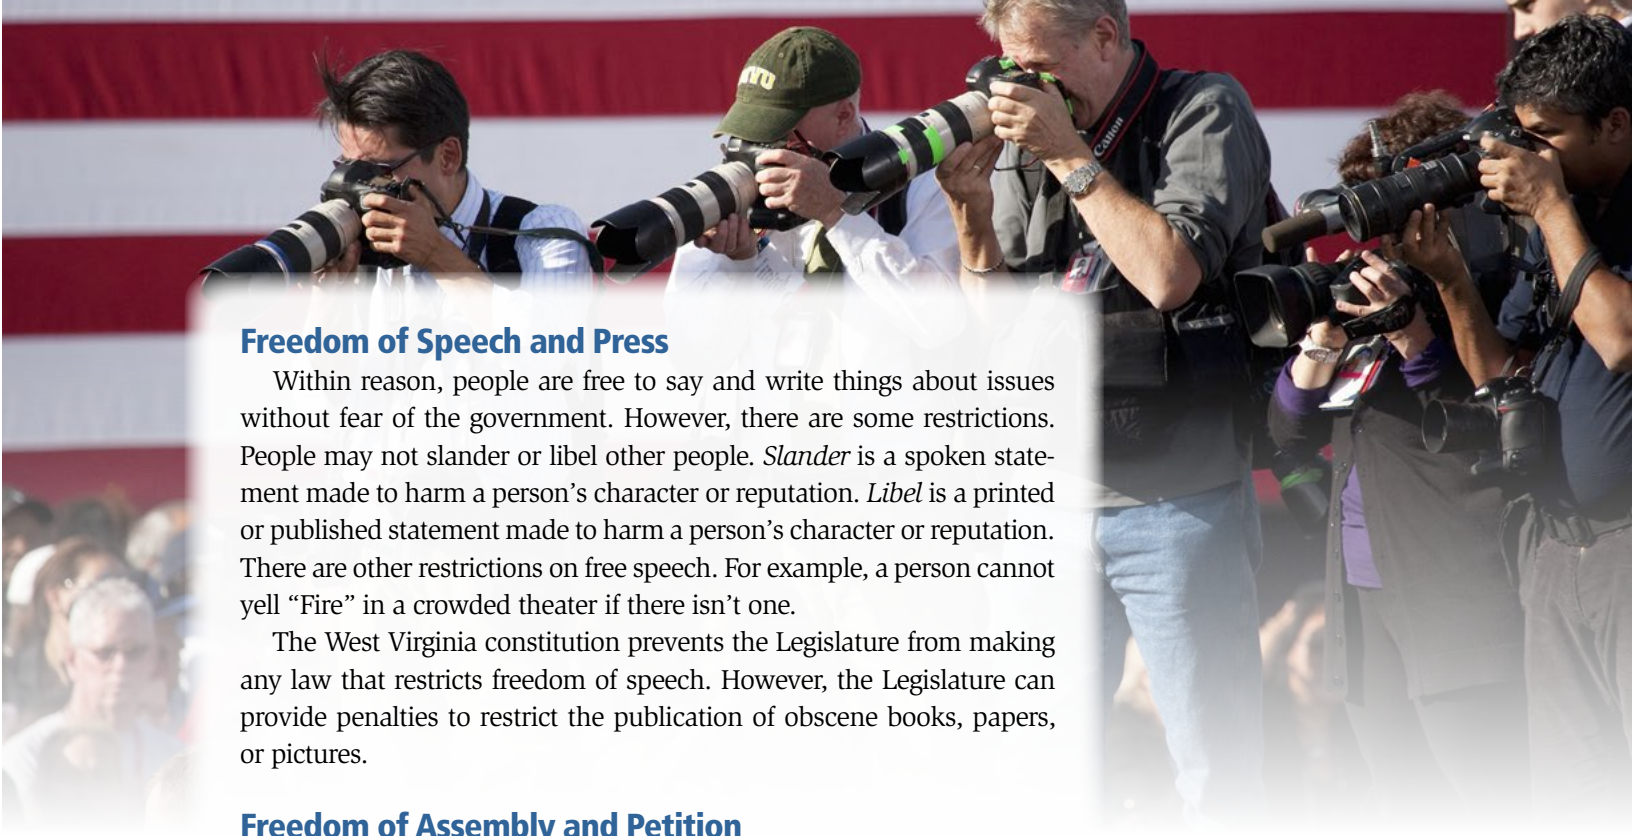 WVU
Canon
Freedom of Speech and Press
Within reason, people are free to say and write things about issues
without fear of the government. However, there are some restrictions.
People may not slander or libel other people. Slander is a spoken state-
ment made to harm a person’s character or reputation. Libel is a printed
or published statement made to harm a person’s character or reputation.
There are other restrictions on free speech. For example, a person cannot
yell “Fire” in a crowded theater if there isn’t one.
The West Virginia constitution prevents the Legislature from making
any law that restricts freedom of speech. However, the Legislature can
provide penalties to restrict the publication of obscene books, papers,
or pictures.
Freedom of Assembly and Petition